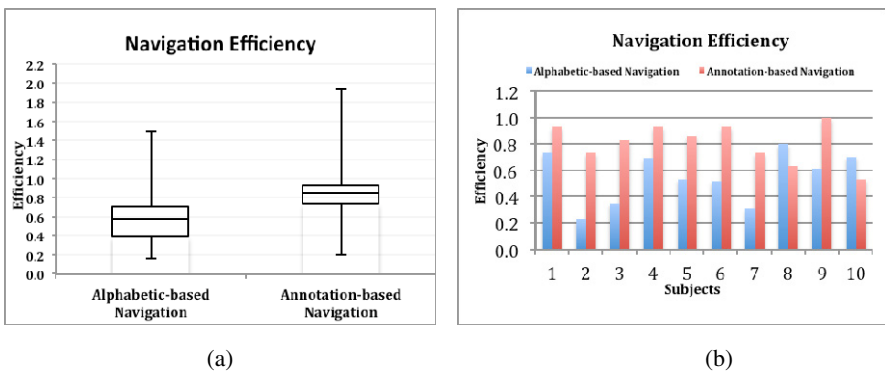 Navigation Efficiency
2.2
2.0
1.8
1.6
1.4
1.2
1.0
0.8
0.6
0.4
0.2
0.0
Efficiency
Alphabetic-based
Navigation
Annotation-based
Navigation
(a)
Navigation Efficiency
Alphabetic-based Navigation Annotation-based Navigation
1.2
1.0
0.8
0.6
0.4
0.2
0.0
Efficiency
1 2 3 4 5 6 7 8 9 10
Subjects
(b)